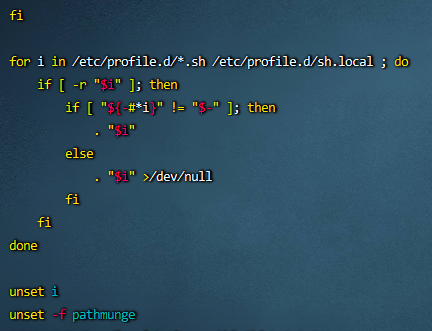 fi
for i in /etc/profile.d/*.sh /etc/profile.d/sh.local ; do
    if [ -r "$i" ]; then
        if [ "${-#*i}" != "$-" ]; then
            . "$i"
        else
            . "$i" >/dev/null
        fi
    fi
done
unset i
unset -f pathmunge